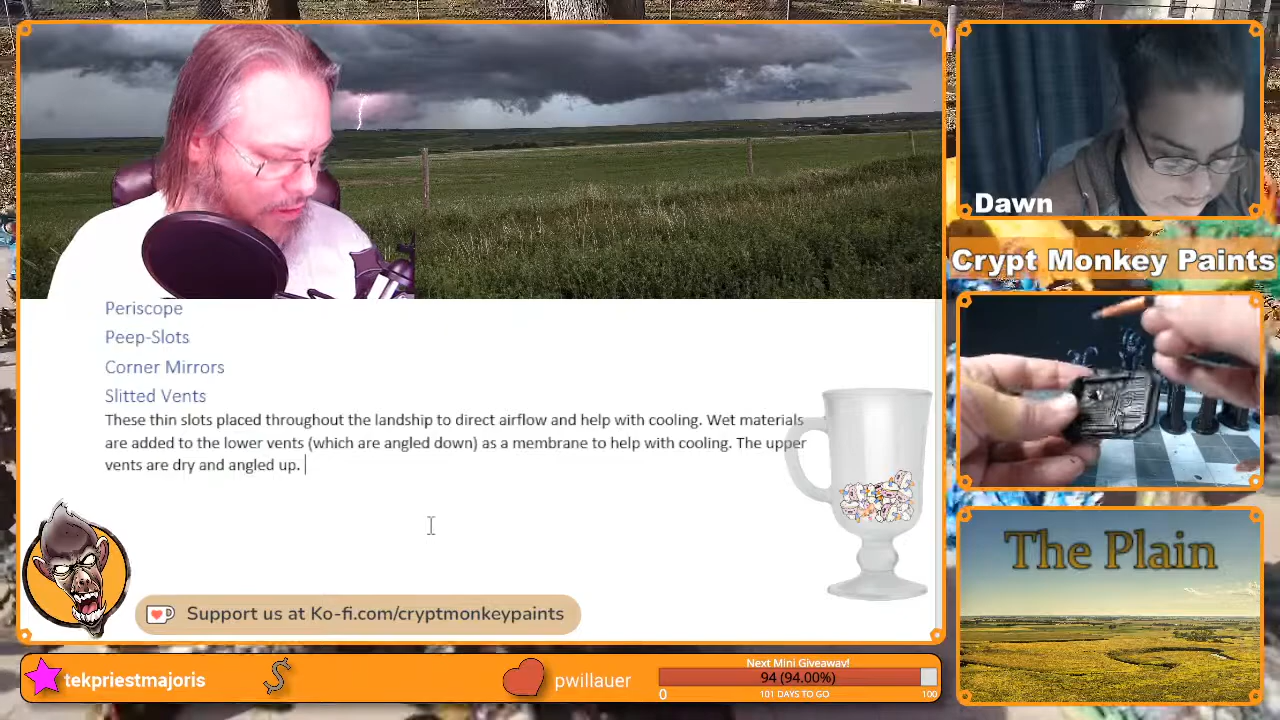 Periscope
Peep-Slots
Corner Mirrors
Slitted Vents
These thin slots placed throughout the landship to direct airflow and help with cooling. Wet materials
are added to the lower vents (which are angled down) as a membrane to help with cooling. The upper
vents are dry and angled up.
Support us at Ko-fi.com/cryptmonkeypaints
tekpriestmajoris
pwillauer
Next Mini Giveaway!
94 (94.00%)
0
101 DAYS TO GO
100
Dawn
Crypt Monkey Paints
The Plain